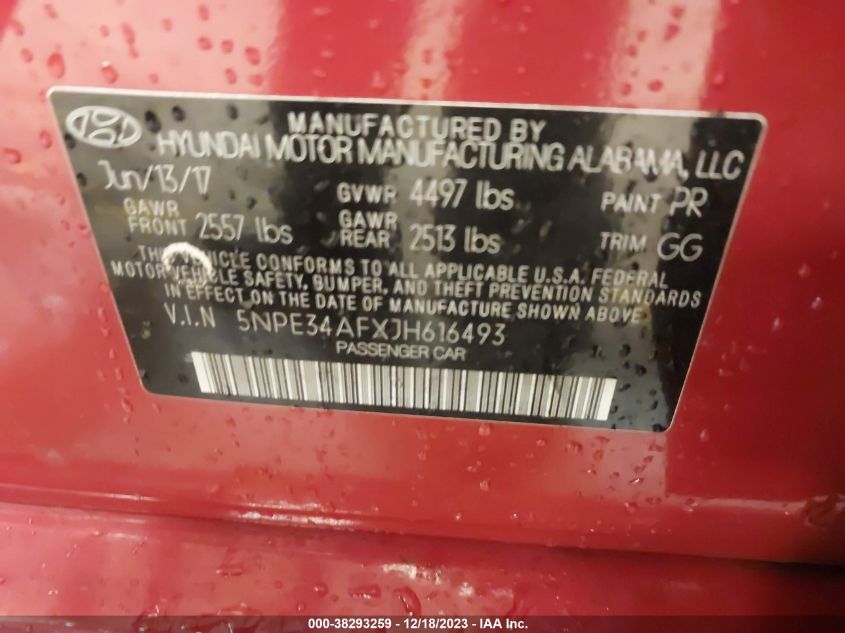 MANUFACTURED BY
HYUNDAI MOTOR MANUFACTURING ALABAMA, LLC
Jun/13/17 GVWR 4497 lbs PAINT PR
GAWR FRONT 2557 lbs GAWR REAR 2513 lbs TRIM GG
THIS VEHICLE CONFORMS TO ALL APPLICABLE U.S.A. FEDERAL
MOTOR VEHICLE SAFETY, BUMPER, AND THEFT PREVENTION STANDARDS
IN EFFECT ON THE DATE OF MANUFACTURE SHOWN ABOVE.
V.I.N 5NPE34AFXJH616493
PASSENGER CAR
000-38293259 - 12/18/2023 - IAA Inc.